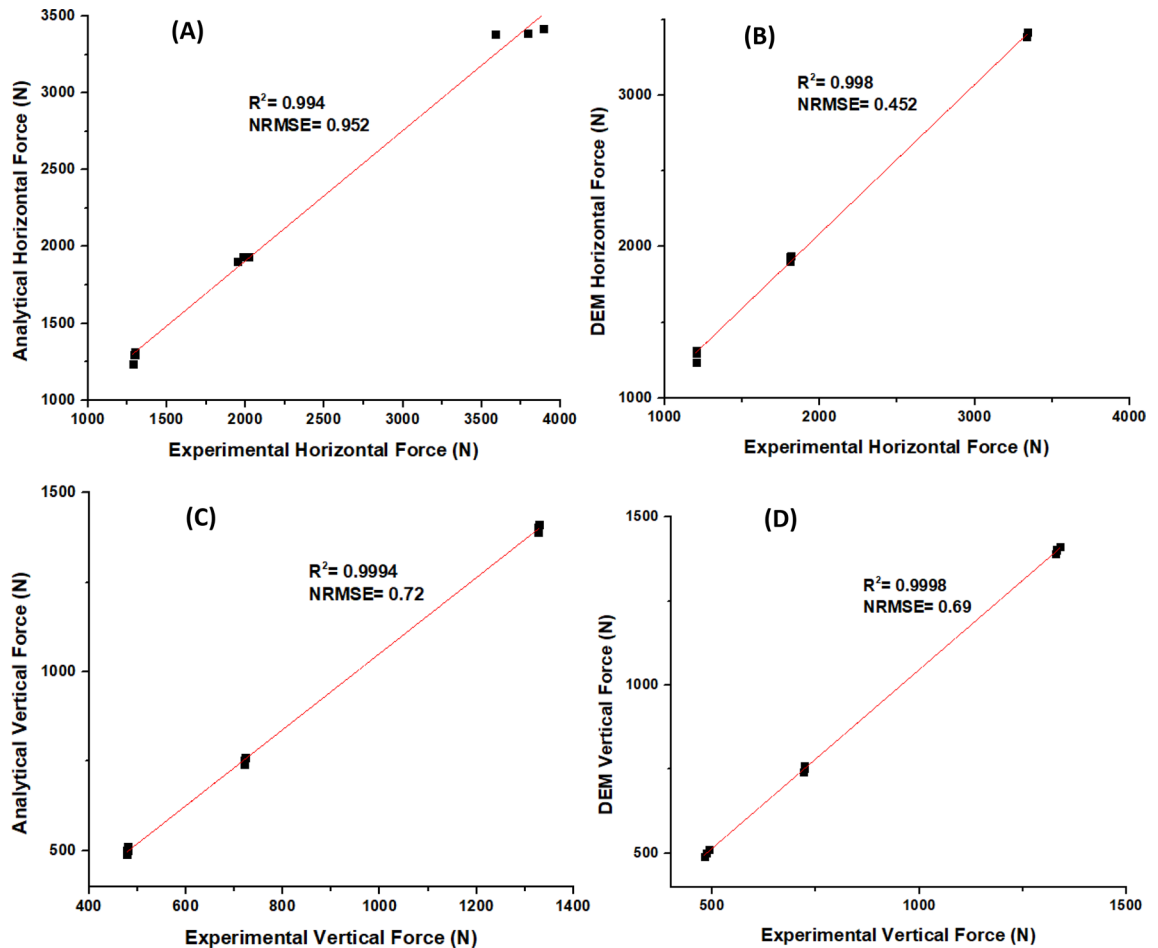 (A)
3500
3000
2500
2000
1500
1000
Analytical Horizontal Force (N)
R²= 0.994
NRMSE= 0.952
1000 1500 2000 2500 3000 3500 4000
Experimental Horizontal Force (N)
(B)
3000
2000
1000
DEM Horizontal Force (N)
R²= 0.998
NRMSE= 0.452
1000 2000 3000 4000
Experimental Horizontal Force (N)
(C)
1500
1000
500
Analytical Vertical Force (N)
R²= 0.9994
NRMSE= 0.72
400 600 800 1000 1200 1400
Experimental Vertical Force (N)
(D)
1500
1000
500
DEM Vertical Force (N)
R²= 0.9998
NRMSE= 0.69
500 1000 1500
Experimental Vertical Force (N)